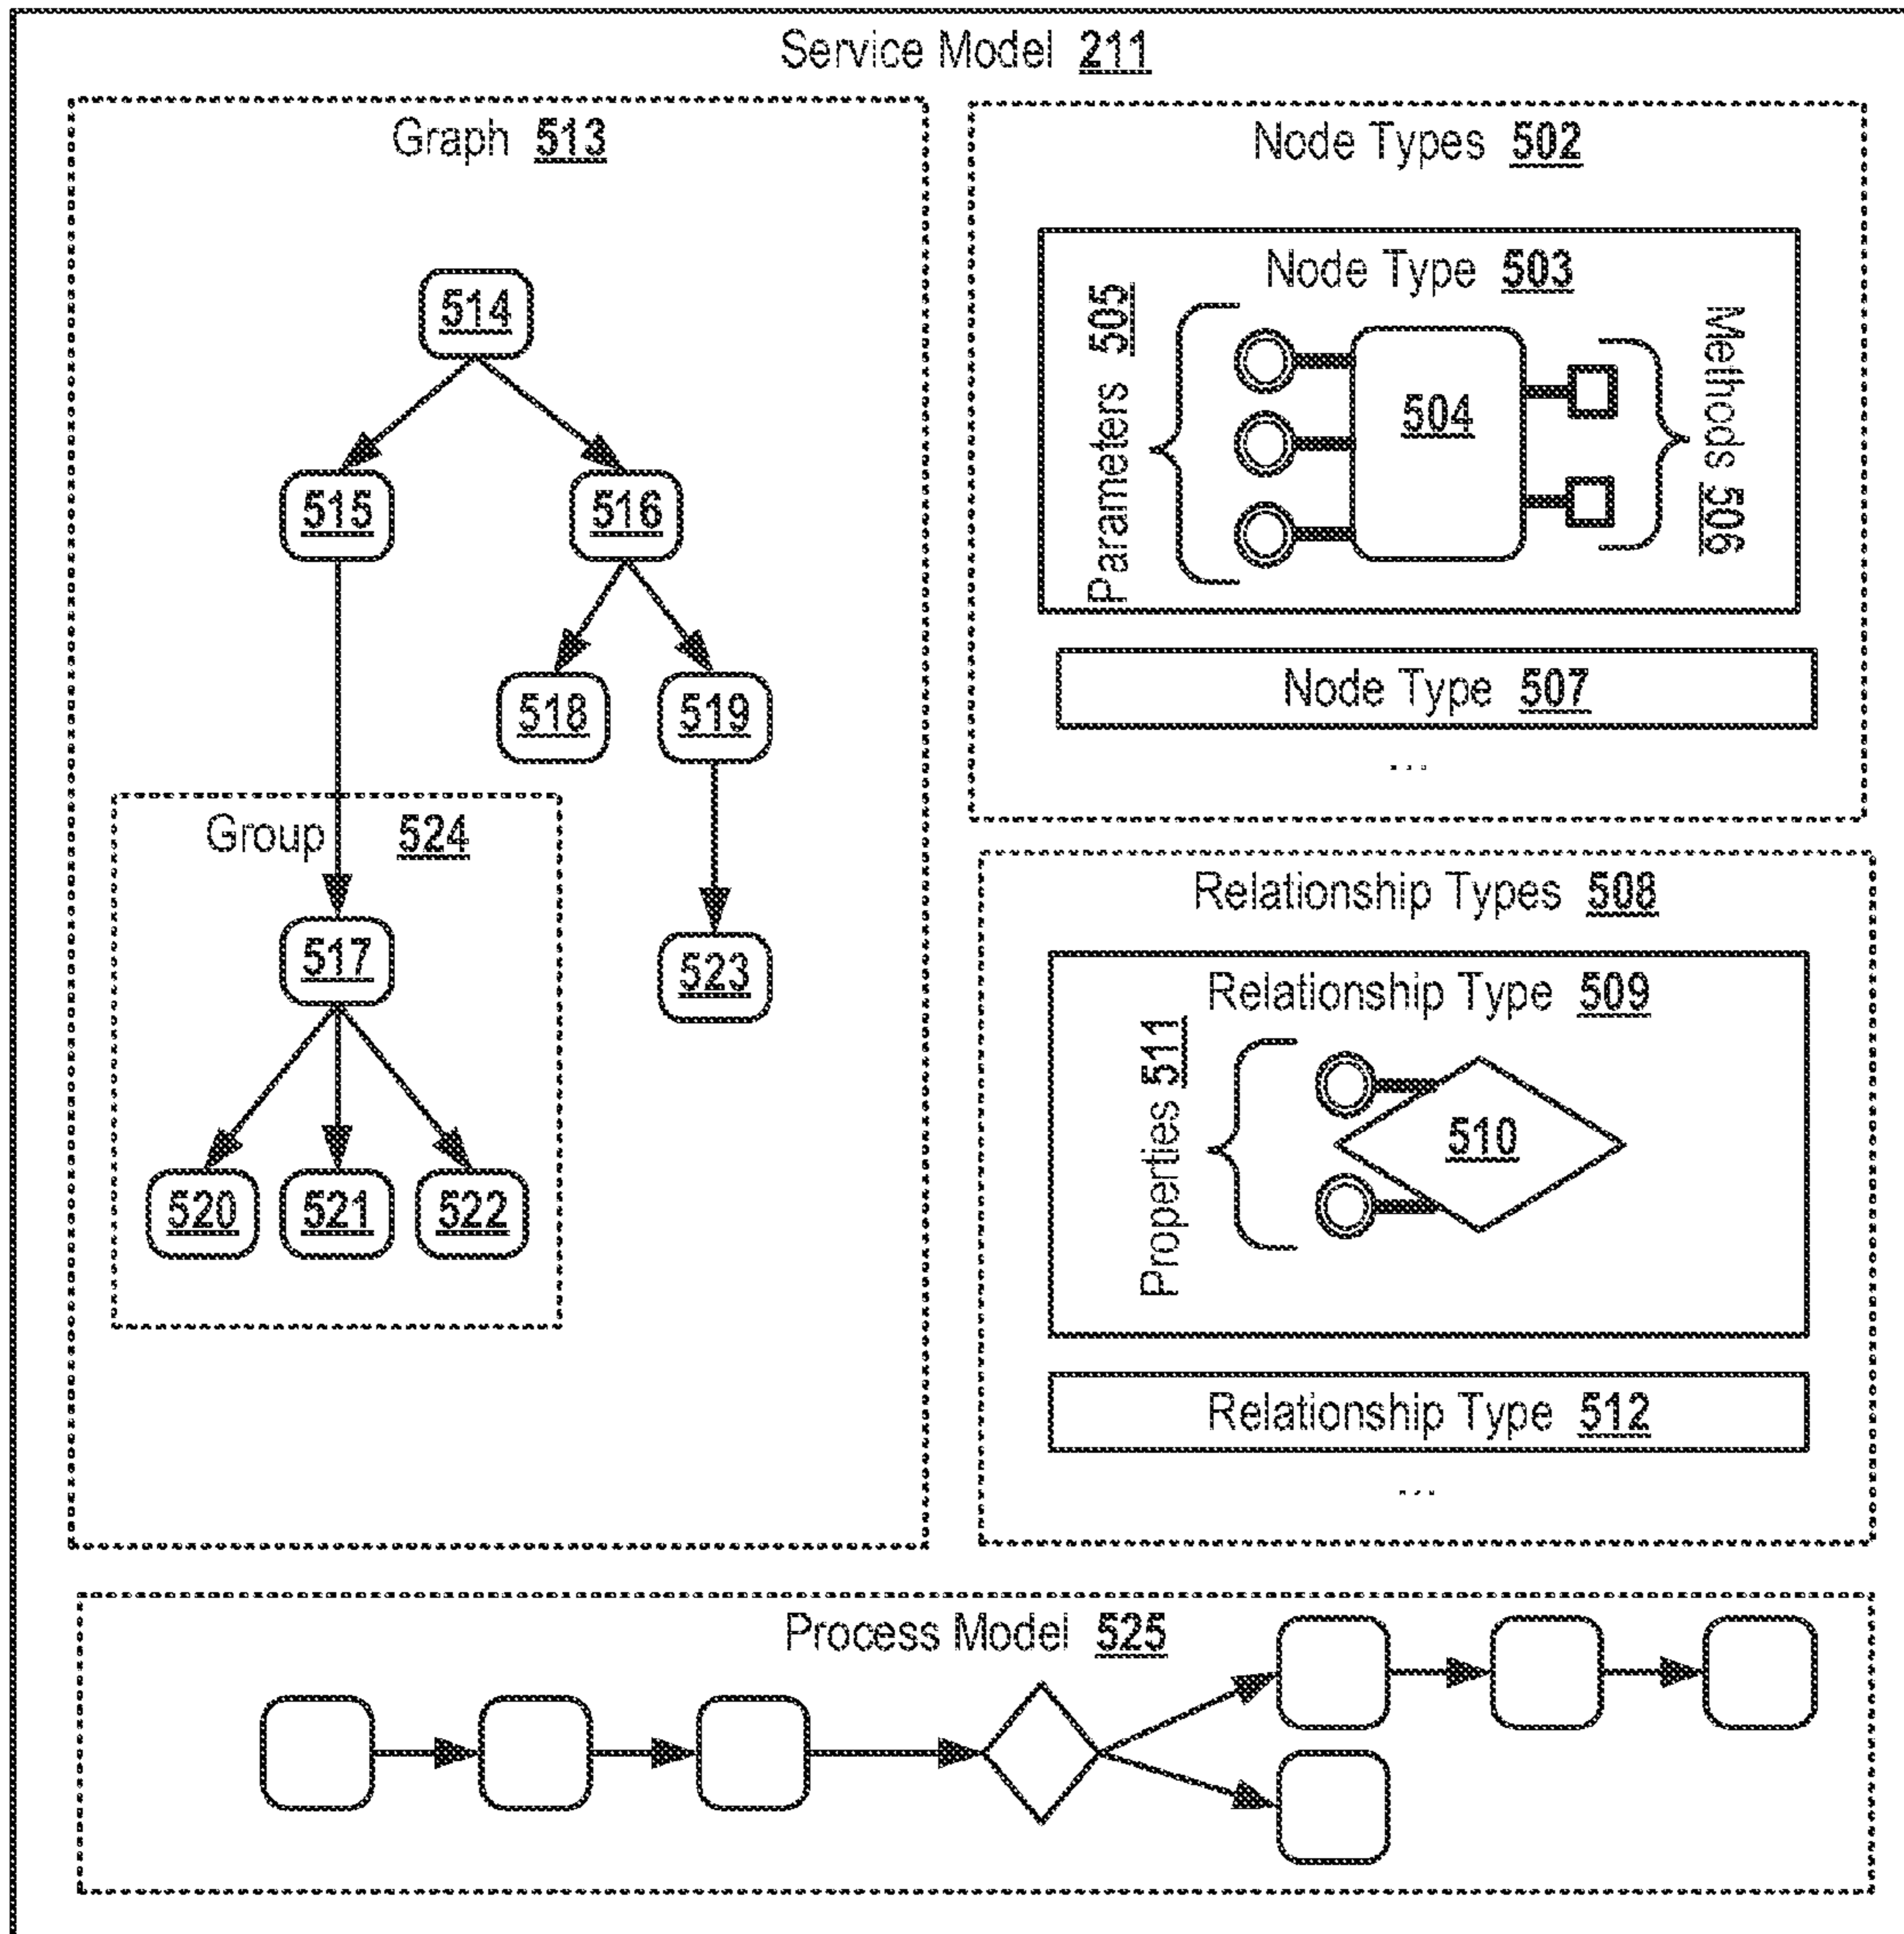 Service Model 211
Graph 513
514
515
516
518
519
Group 524
517
523
520
521
522
Node Types 502
Node Type 503
Parameters 505
504
Methods 506
Node Type 507
...
Relationship Types 508
Relationship Type 509
Properties 511
510
Relationship Type 512
...
Process Model 525